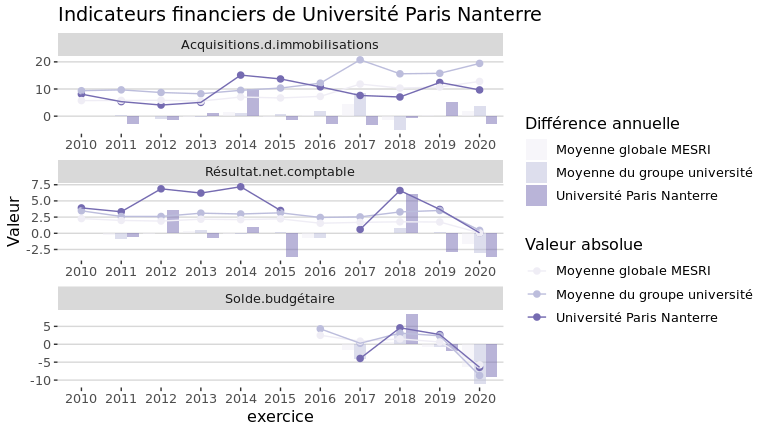 Indicateurs financiers de Université Paris Nanterre
Acquisitions.d.immobilisations
20
10
0
2010 2011 2012 2013 2014 2015 2016 2017 2018 2019 2020
Résultat.net.comptable
7.5
5.0
2.5
0.0
-2.5
2010 2011 2012 2013 2014 2015 2016 2017 2018 2019 2020
Solde.budgétaire
5
0
-5
-10
2010 2011 2012 2013 2014 2015 2016 2017 2018 2019 2020
exercice
Valeur
Différence annuelle
Moyenne globale MESRI
Moyenne du groupe université
Université Paris Nanterre
Valeur absolue
Moyenne globale MESRI
Moyenne du groupe université
Université Paris Nanterre